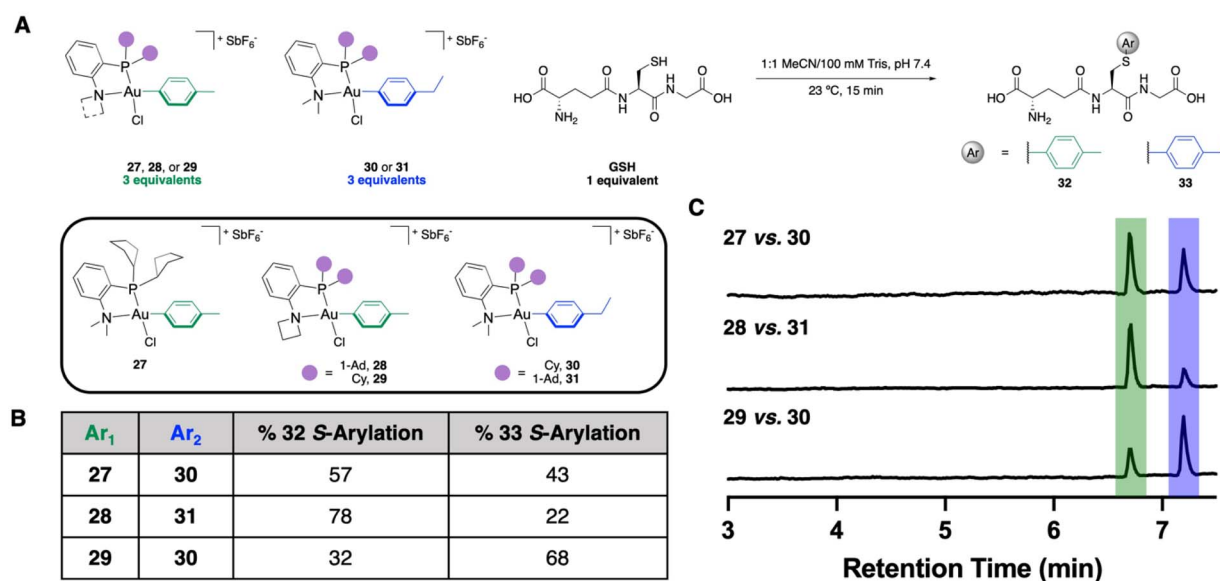 A
+ SbF6-
+ SbF6-
P
P
N
Au
Cl
N
Au
Cl
27, 28, or 29
3 equivalents
30 or 31
3 equivalents
O
HO
NH2
O
N
H
SH
O
H
N
O
OH
GSH
1 equivalent
1:1 MeCN/100 mM Tris, pH 7.4
23 ºC, 15 min
Ar
S
O
HO
NH2
O
N
H
O
H
N
O
OH
Ar =
32
33
+ SbF6-
+ SbF6-
+ SbF6-
P
N
Au
Cl
27
P
N
Au
Cl
= 1-Ad, 28
Cy, 29
P
N
Au
Cl
= Cy, 30
1-Ad, 31
B
Ar1 Ar2 % 32 S-Arylation % 33 S-Arylation
27 30 57 43
28 31 78 22
29 30 32 68
C
27 vs. 30
28 vs. 31
29 vs. 30
3 4 5 6 7
Retention Time (min)